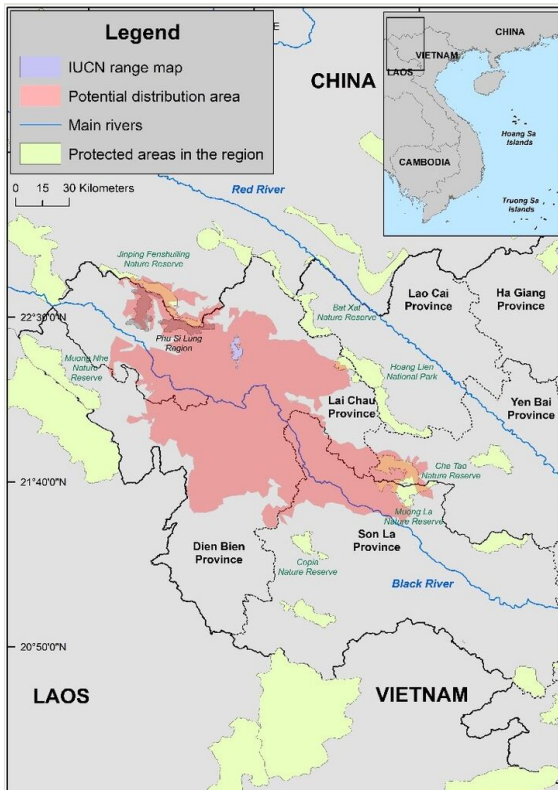 Legend
IUCN range map
Potential distribution area
Main rivers
Protected areas in the region
0 15 30 Kilometers
E
CHINA
CHINA
VIETNAM
LAOS
Hoang Sa
Islands
CAMBODIA
Truong Sa
Islands
Red River
Jinping Fenshuiling
Nature Reserve
Lao Cai
Province
Ha Giang
Province
22°30'0"N
Bat Xat
Nature Reserve
Phu Si Lung
Region
Muong Nhe
Nature
Reserve
Hoang Lien
National Park
Lai Chau
Province
Yen Bai
Province
21°40'0"N
Che Tao
Nature Reserve
Muong La
Nature Reserve
Son La
Province
Dien Bien
Province
Copia
Nature Reserve
Black River
20°50'0"N
LAOS
VIETNAM